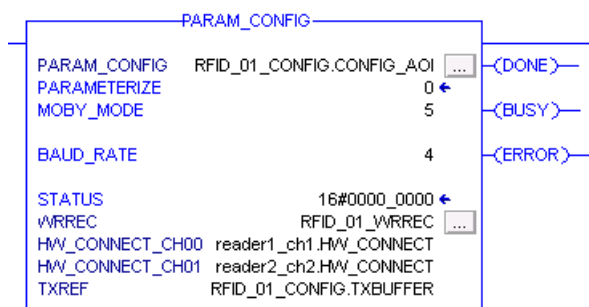 PARAM_CONFIG
PARAM_CONFIG RFID_01_CONFIG.CONFIG_AOI ... (DONE)
PARAMETERIZE 0
MOBY_MODE 5 (BUSY)
BAUD_RATE 4 (ERROR)
STATUS 16#0000_0000
WRREC RFID_01_WRREC ...
HW_CONNECT_CH00 reader1_ch1.HW_CONNECT
HW_CONNECT_CH01 reader2_ch2.HW_CONNECT
TXREF RFID_01_CONFIG.TXBUFFER